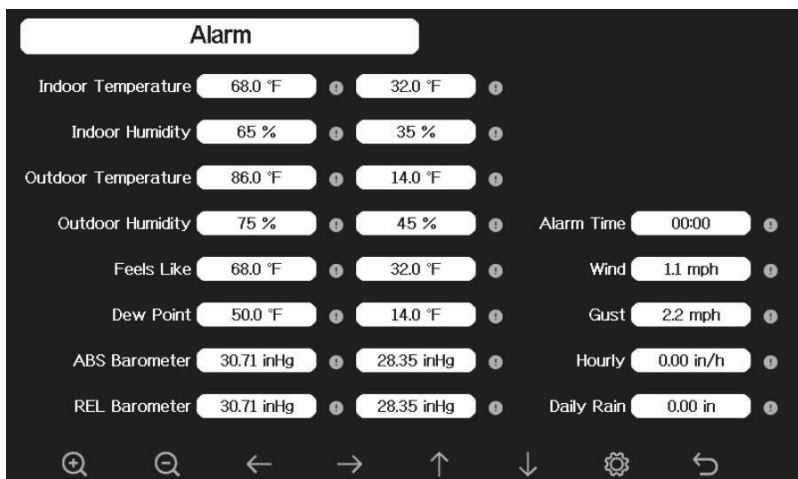 Alarm
Indoor Temperature 68.0 °F 32.0 °F
Indoor Humidity 65 % 35 %
Outdoor Temperature 86.0 °F 14.0 °F
Outdoor Humidity 75 % 45 % Alarm Time 00:00
Feels Like 68.0 °F 32.0 °F Wind 1.1 mph
Dew Point 50.0 °F 14.0 °F Gust 2.2 mph
ABS Barometer 30.71 inHg 28.35 inHg Hourly 0.00 in/h
REL Barometer 30.71 inHg 28.35 inHg Daily Rain 0.00 in